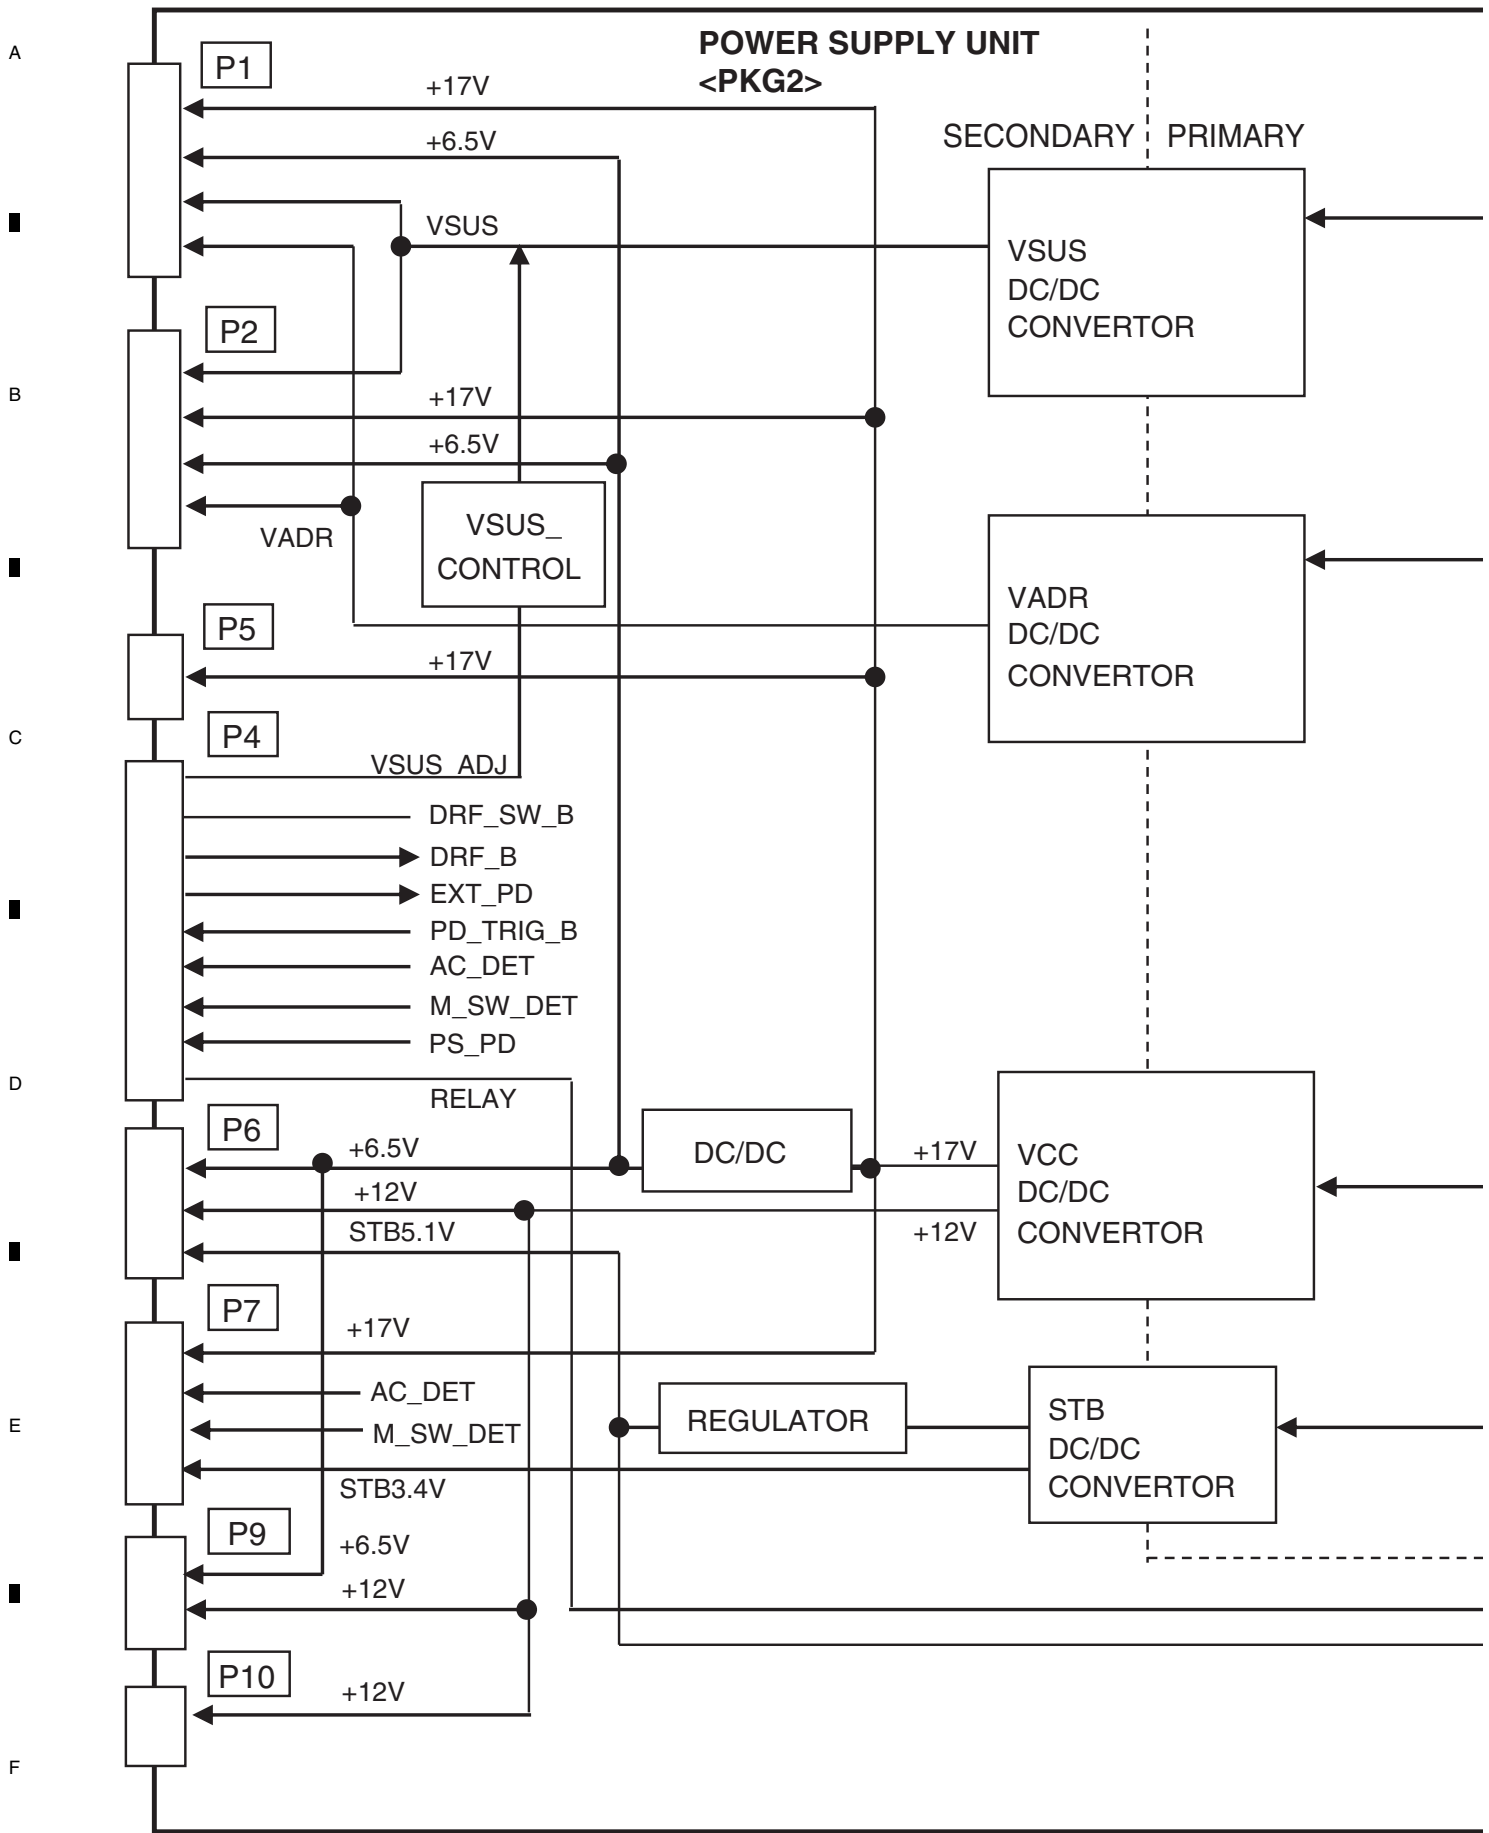 A
P1
POWER SUPPLY UNIT
<PKG2>
+17V
SECONDARY
PRIMARY
+6.5V
VSUS
VSUS
DC/DC
CONVERTOR
P2
B
+17V
+6.5V
VSUS_
CONTROL
VADR
VADR
DC/DC
CONVERTOR
P5
+17V
C
P4
VSUS ADJ
DRF_SW_B
DRF_B
EXT_PD
PD_TRIG_B
AC_DET
M_SW_DET
PS_PD
D
RELAY
P6
+6.5V
DC/DC
+17V
VCC
DC/DC
CONVERTOR
+12V
+12V
STB5.1V
P7
+17V
AC_DET
E
M_SW_DET
REGULATOR
STB
DC/DC
CONVERTOR
STB3.4V
P9
+6.5V
+12V
P10
+12V
F